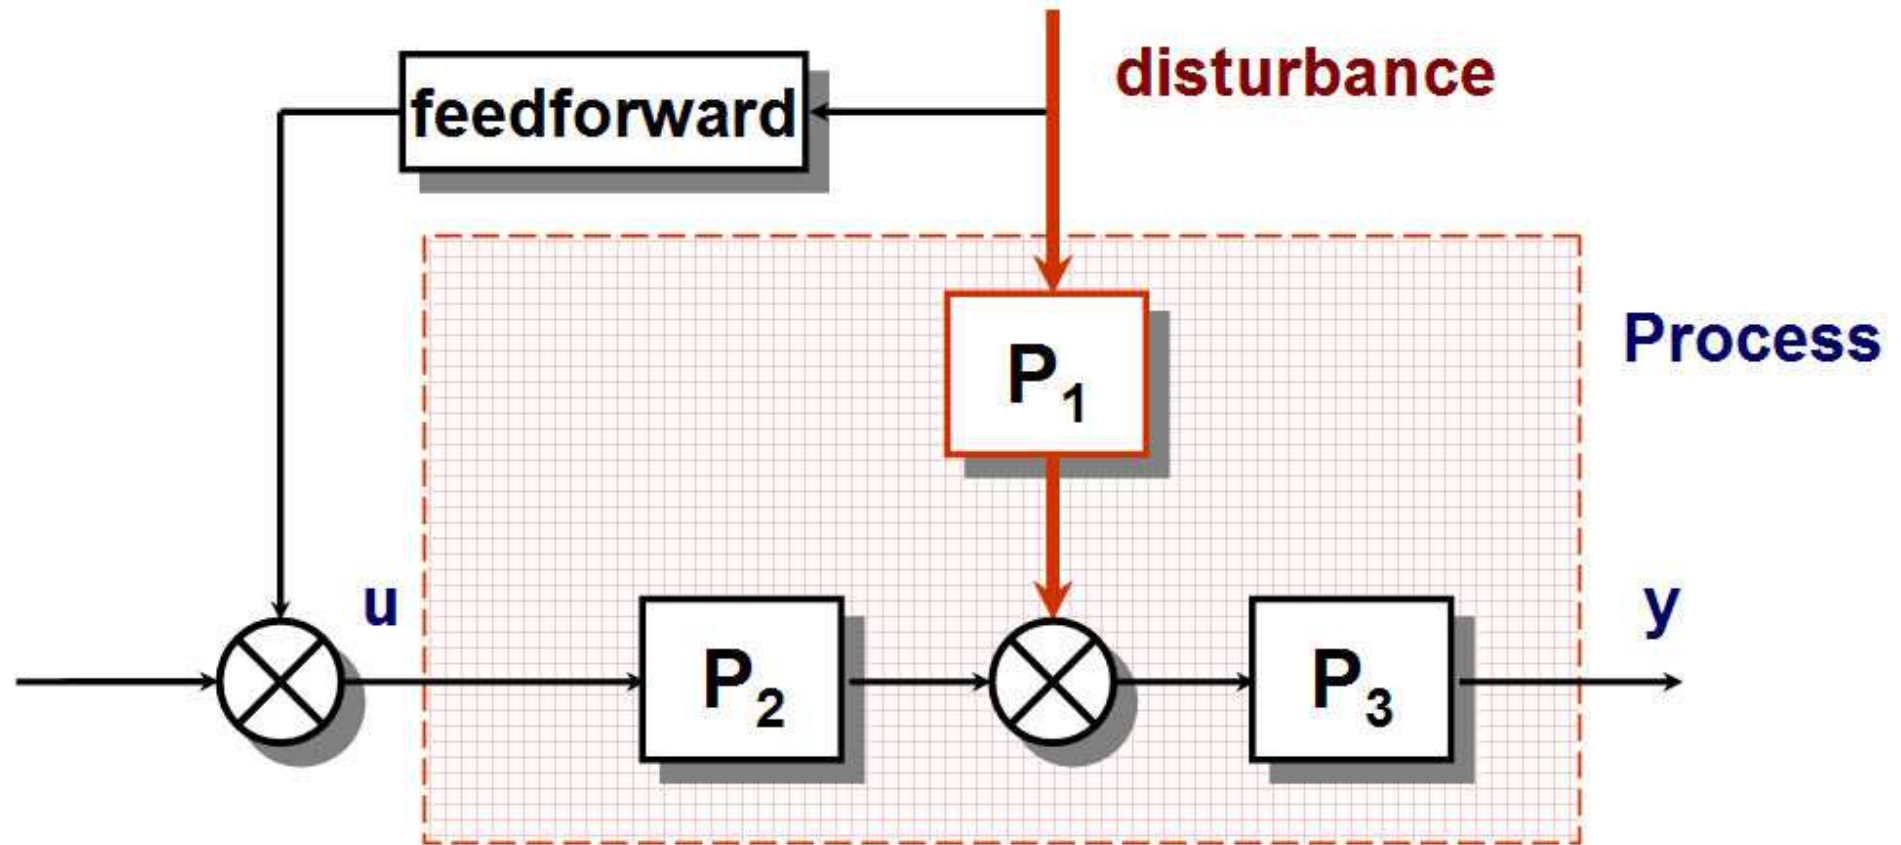 disturbance
feedforward
Process
P₁
u
y
P₂
P₃